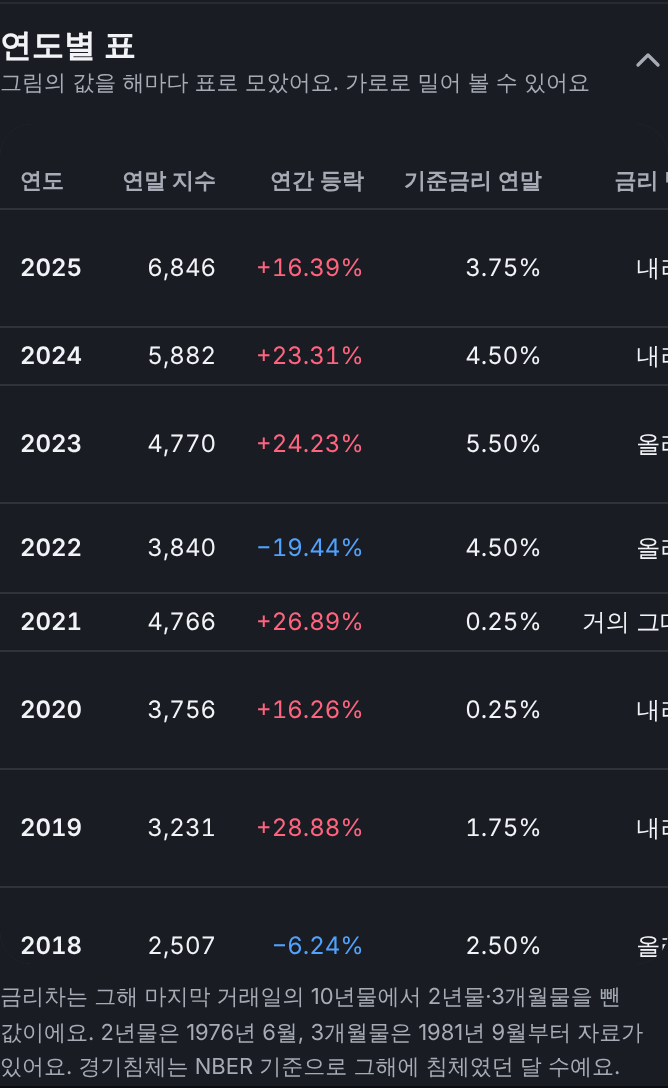 연도별 표
그림의 값을 해마다 표로 모았어요. 가로로 밀어 볼 수 있어요
연도 연말 지수 연간 등락 기준금리 연말 금리
2025 6,846 +16.39% 3.75%
2024 5,882 +23.31% 4.50%
2023 4,770 +24.23% 5.50%
2022 3,840 −19.44% 4.50%
2021 4,766 +26.89% 0.25% 거의
2020 3,756 +16.26% 0.25%
2019 3,231 +28.88% 1.75%
2018 2,507 −6.24% 2.50%
금리차는 그해 마지막 거래일의 10년물에서 2년물·3개월물을 뺀
값이에요. 2년물은 1976년 6월, 3개월물은 1981년 9월부터 자료가
있어요. 경기침체는 NBER 기준으로 그해에 침체였던 달 수예요.